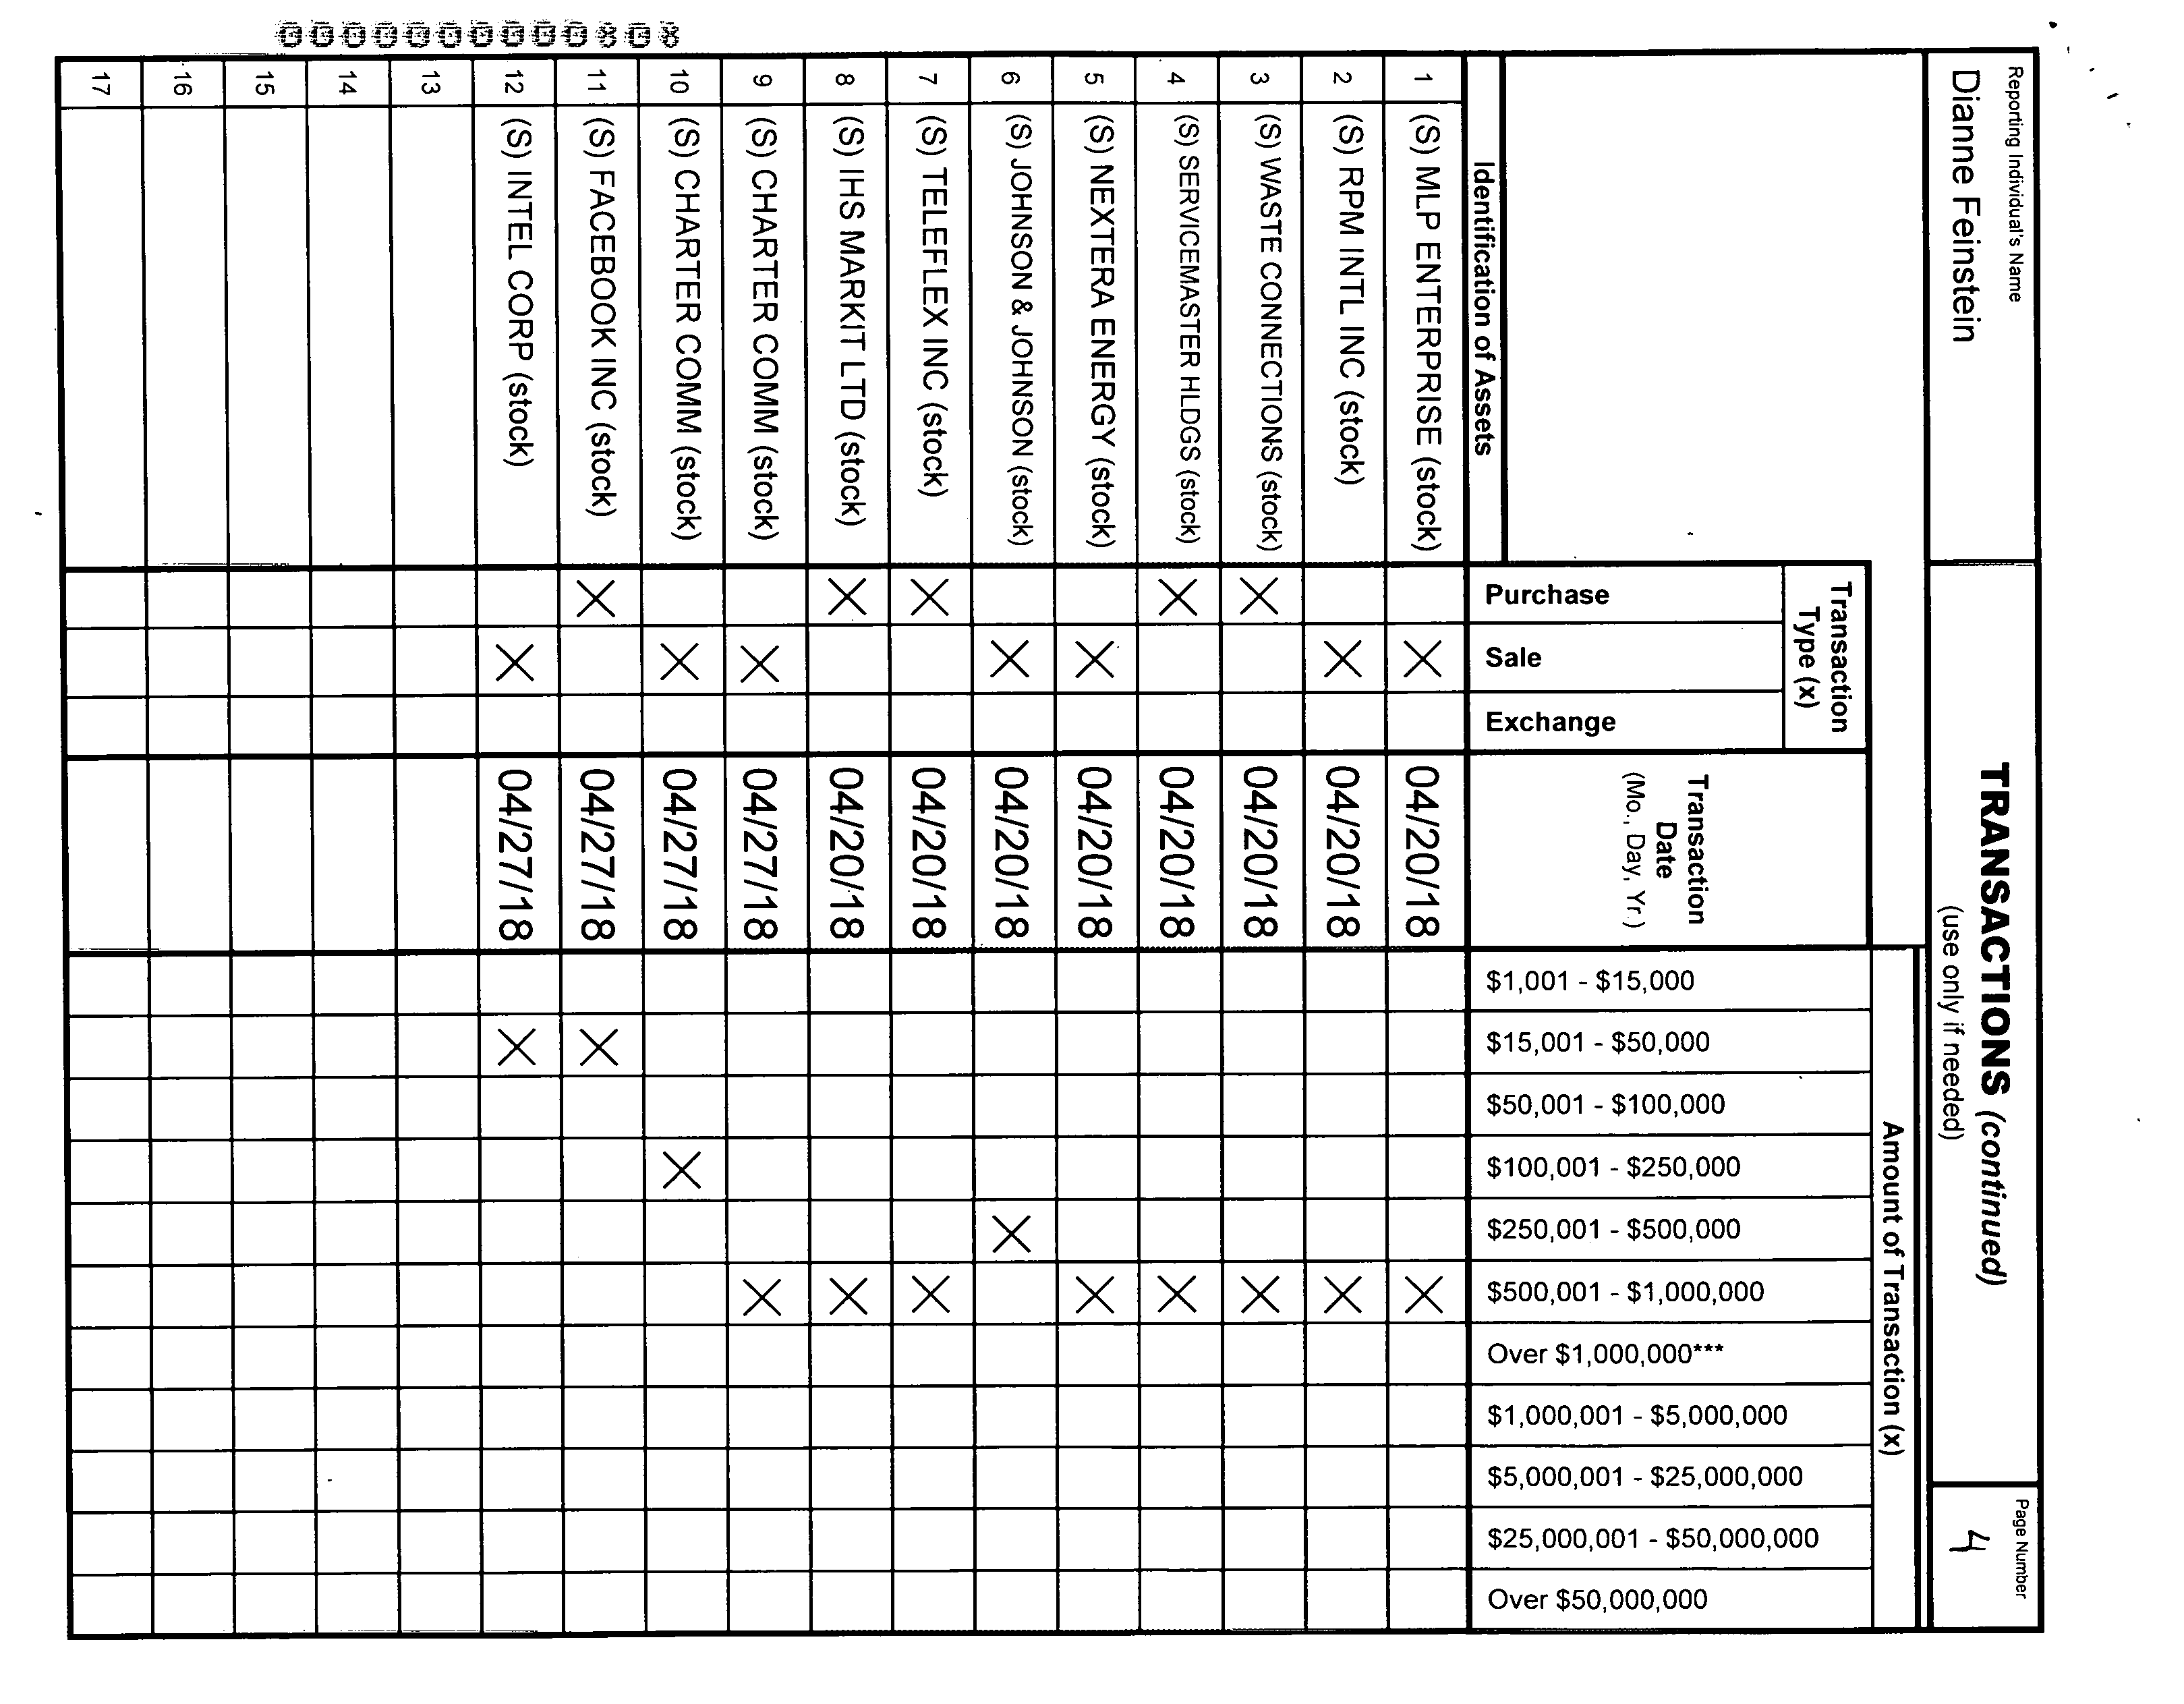 Reporting Individual's Name
Dianne Feinstein
TRANSACTIONS (continued)
(use only if needed)
Page Number
4
Identification of Assets
Transaction
Type (x)
Purchase
Sale
Exchange
Transaction
Date
(Mo., Day, Yr.)
Amount of Transaction (x)
$1,001 - $15,000
$15,001 - $50,000
$50,001 - $100,000
$100,001 - $250,000
$250,001 - $500,000
$500,001 - $1,000,000
Over $1,000,000***
$1,000,001 - $5,000,000
$5,000,001 - $25,000,000
$25,000,001 - $50,000,000
Over $50,000,000
1 (S) MLP ENTERPRISE (stock) X 04/20/18 X
2 (S) RPM INTL INC (stock) X 04/20/18 X
3 (S) WASTE CONNECTIONS (stock) X 04/20/18 X
4 (S) SERVICEMASTER HLDGS (stock) X 04/20/18 X
5 (S) NEXTERA ENERGY (stock) X 04/20/18 X
6 (S) JOHNSON & JOHNSON (stock) X 04/20/18 X
7 (S) TELEFLEX INC (stock) X 04/20/18 X
8 (S) IHS MARKIT LTD (stock) X 04/20/18 X
9 (S) CHARTER COMM (stock) X 04/27/18 X
10 (S) CHARTER COMM (stock) X 04/27/18 X
11 (S) FACEBOOK INC (stock) X 04/27/18 X
12 (S) INTEL CORP (stock) X 04/27/18 X
13
14
15
16
17